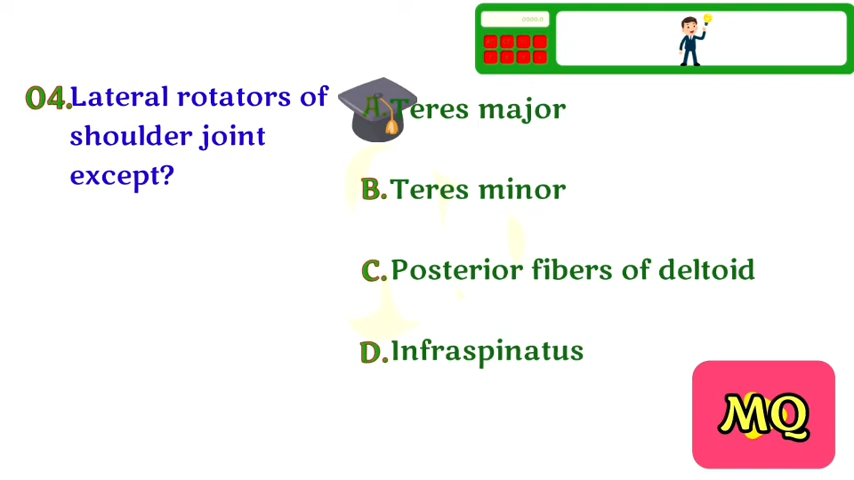 04. Lateral rotators of
shoulder joint
except?
A. Teres major
B. Teres minor
C. Posterior fibers of deltoid
D. Infraspinatus
MQ